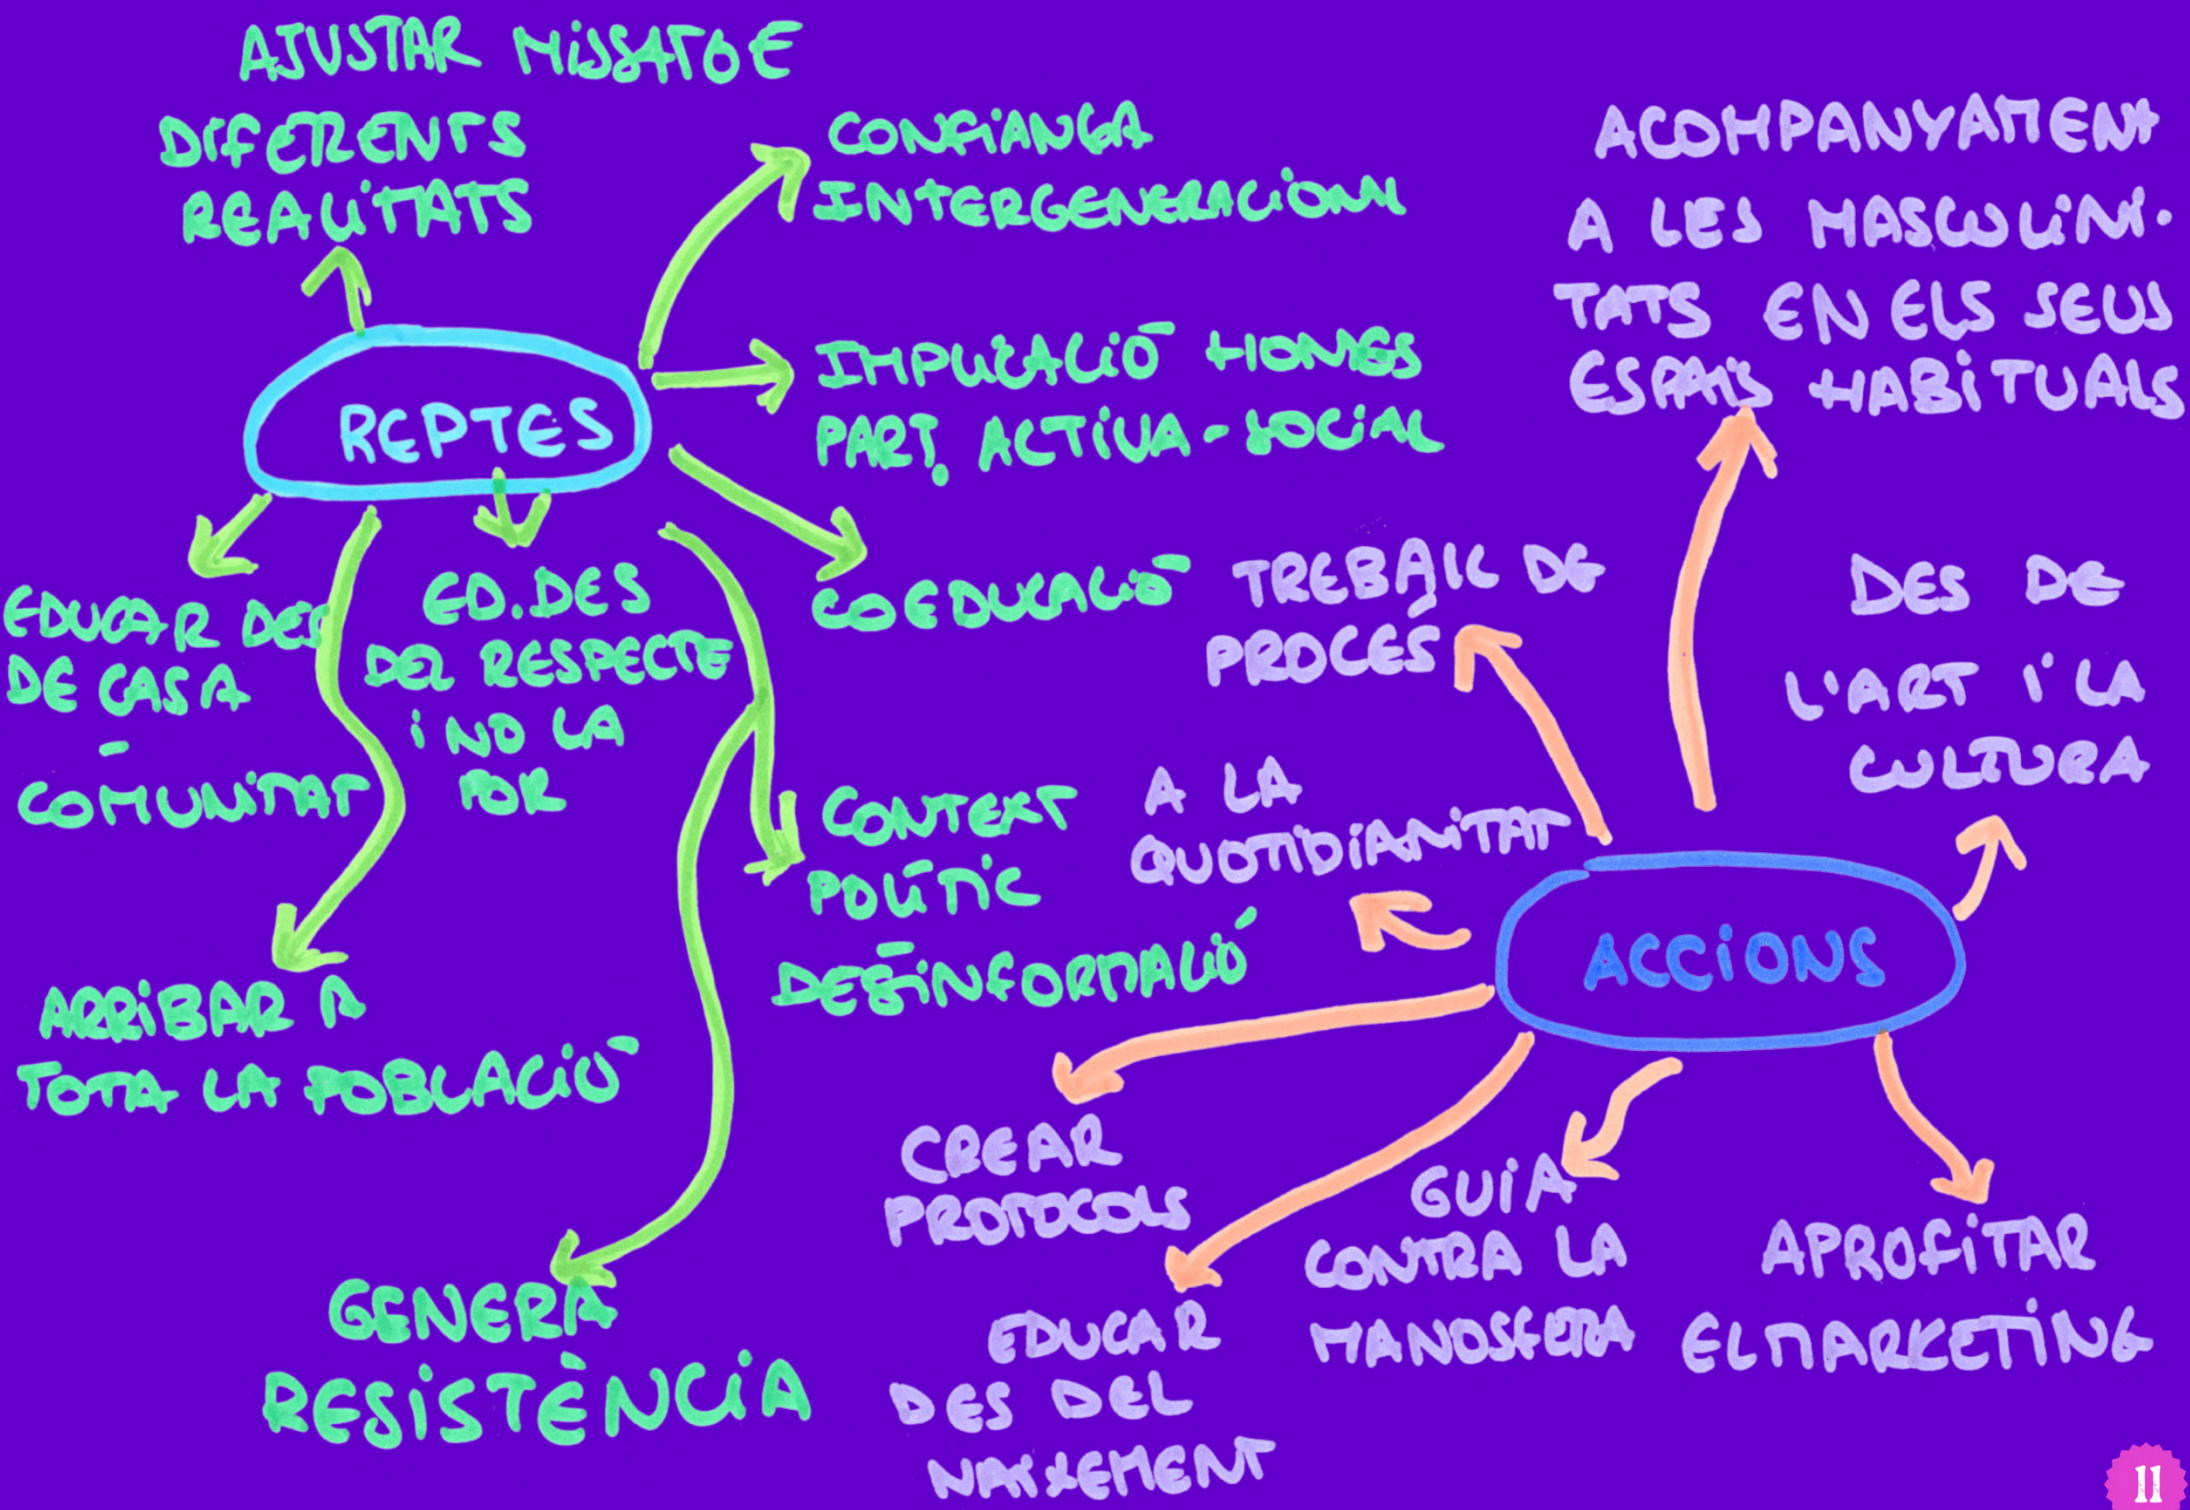 AJUSTAR MISSATGE
DIFERENTS
REALITATS
CONFIANÇA
INTERGENERACIONAL
IMPLICACIÓ HOMES
PART. ACTIVA - SOCIAL
REPTES
COEDUCACIÓ
EDUCAR DES
DE CASA
-
COMUNITAT
ED. DES
DEL RESPECTE
i NO LA
POR
CONTEXT
POLÍTIC
-
DESINFORMACIÓ
ARRIBAR A
TOTA LA POBLACIÓ
GENERA
RESISTÈNCIA
ACOMPANYAMENT
A LES MASCULINI-
TATS EN ELS SEUS
ESPAIS HABITUALS
TREBALL DE
PROCÉS
DES DE
L'ART I LA
CULTURA
A LA
QUOTIDIANITAT
ACCIONS
CREAR
PROTOCOLS
EDUCAR
DES DEL
NAIXEMENT
GUIA
CONTRA LA
MANOSFERA
APROFITAR
EL MARKETING
11